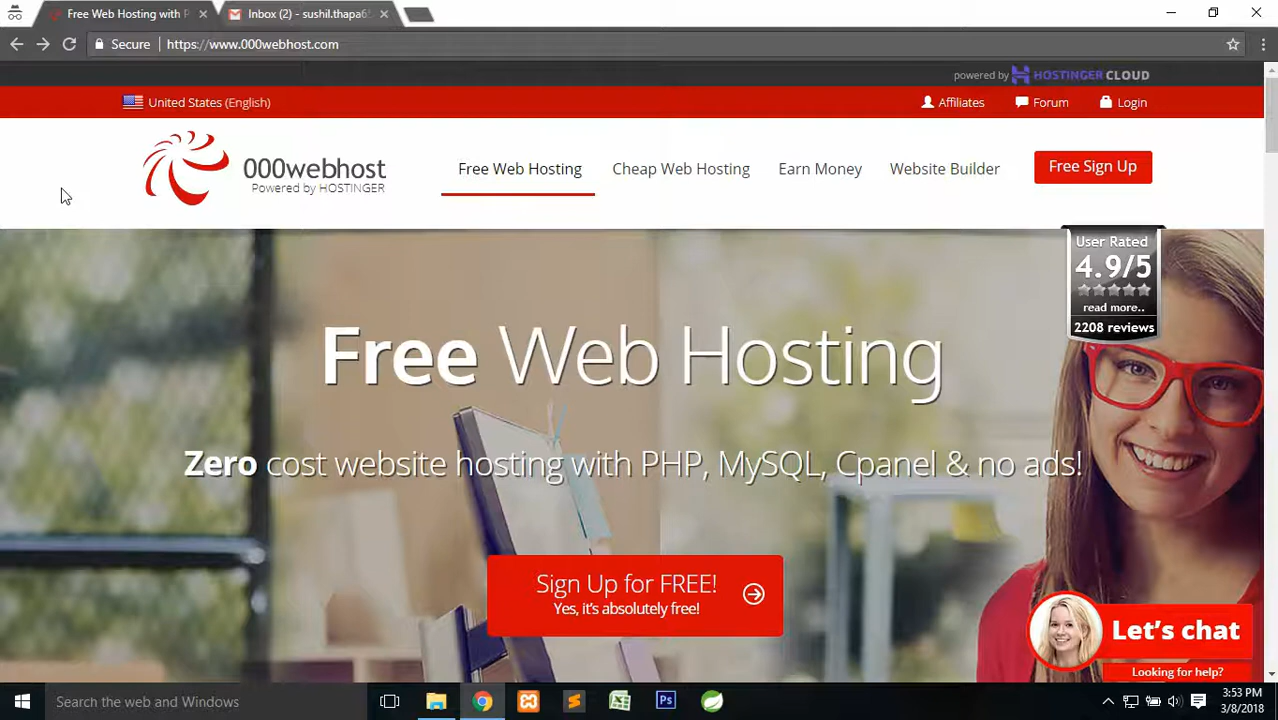 Free Web Hosting with P
Inbox (2) - sushil.thapa65
Secure
https://www.000webhost.com
powered by HOSTINGER CLOUD
United States (English)
Affiliates
Forum
Login
000webhost
Powered by HOSTINGER
Free Web Hosting
Cheap Web Hosting
Earn Money
Website Builder
Free Sign Up
User Rated
4.9/5
read more..
2208 reviews
Free Web Hosting
Zero cost website hosting with PHP, MySQL, Cpanel & no ads!
Sign Up for FREE!
Yes, it's absolutely free!
Let's chat
Looking for help?
Search the web and Windows
Ps
3:53 PM
3/8/2018